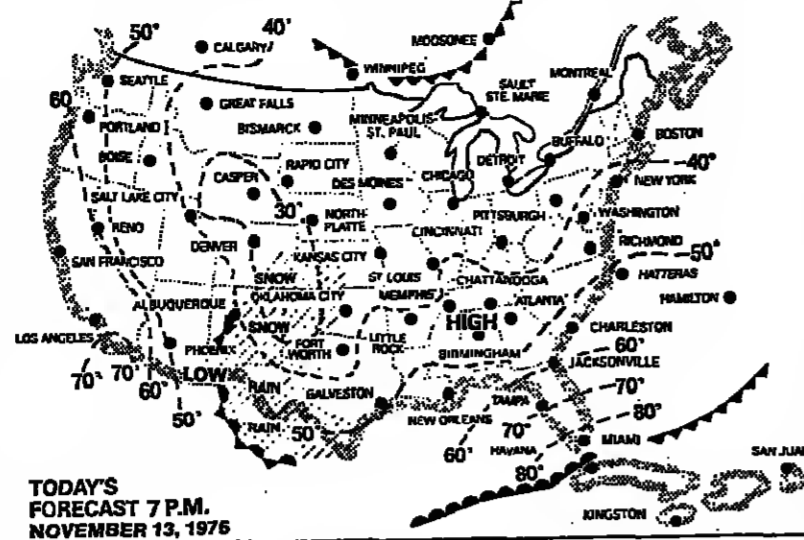 50°
40°
CALGARY
MOOSONEE
WINNIPEG
SEATTLE
SAULT
STE. MARIE
MONTREAL
60
GREAT FALLS
PORTLAND
BISMARCK
MINNEAPOLIS
ST. PAUL
BOSTON
BUFFALO
BOISE
RAPID CITY
DETROIT
40°
CASPER
DES MOINES
CHICAGO
NEW YORK
SALT LAKE CITY
30°
NORTH
PLATTE
PITTSBURGH
WASHINGTON
RENO
CINCINNATI
DENVER
KANSAS CITY
RICHMOND
50°
SAN FRANCISCO
SNOW
ST LOUIS
CHATTANOOGA
HATTERAS
ALBUQUERQUE
OKLAHOMA CITY
MEMPHIS
ATLANTA
HAMILTON
SNOW
HIGH
LOS ANGELES
PHOENIX
FORT
WORTH
LITTLE
ROCK
BIRMINGHAM
CHARLESTON
60°
JACKSONVILLE
70°
70°
60°
LOW
RAIN
GALVESTON
TAMPA
70°
50°
NEW ORLEANS
80°
RAIN
50°
70°
MIAMI
60°
HAVANA
80°
SAN JUA
KINGSTON
TODAY'S
FORECAST 7 P.M.
NOVEMBER 13, 1976